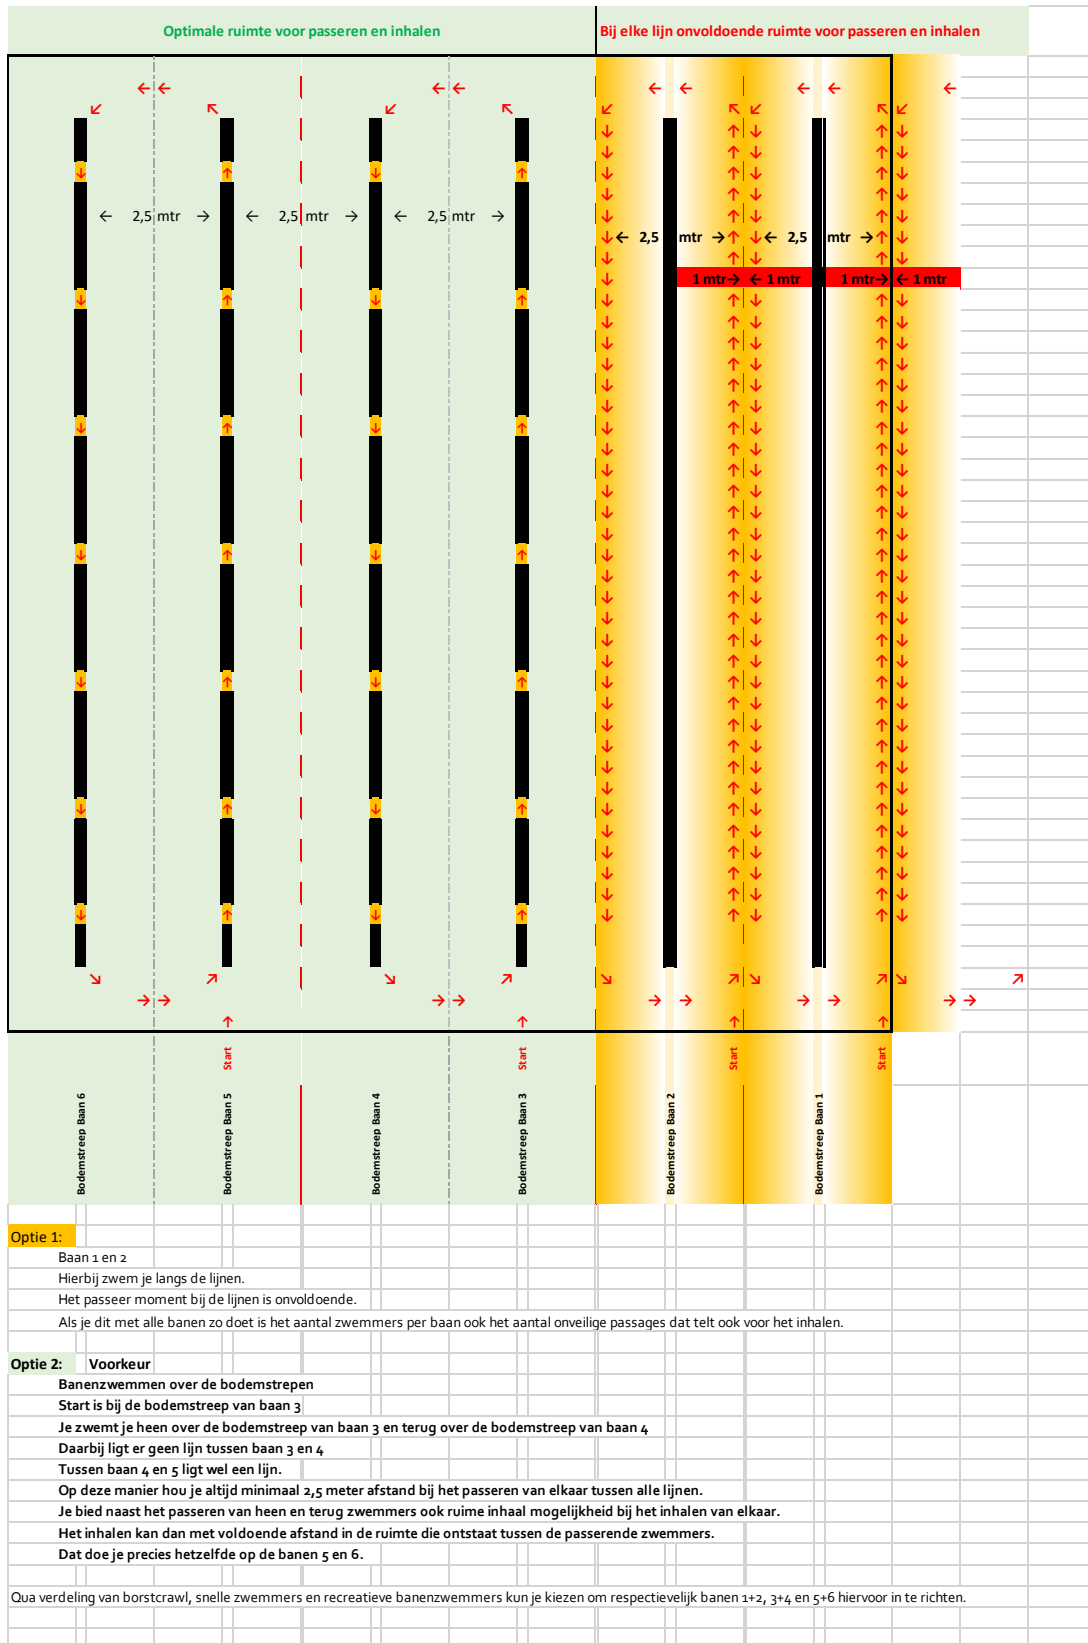 Optimale ruimte voor passeren en inhalen
Bij elke lijn onvoldoende ruimte voor passeren en inhalen
← ← ← ← ← ← ← ← ←
↙ ↖ ↙ ↖ ↙ ↖ ↙ ↖ ↙
← 2,5 mtr → ← 2,5 mtr → ← 2,5 mtr →
← 2,5 mtr → ← 2,5 mtr →
1 mtr→ ← 1 mtr 1 mtr→ ← 1 mtr
↘ ↗ ↘ ↗ ↘ ↗ ↘ ↗ ↘ ↗
→ → → → → → → → → →
Start
Start
Start
Start
Bodemstreep Baan 6
Bodemstreep Baan 5
Bodemstreep Baan 4
Bodemstreep Baan 3
Bodemstreep Baan 2
Bodemstreep Baan 1
Optie 1:
Baan 1 en 2
Hierbij zwem je langs de lijnen.
Het passeer moment bij de lijnen is onvoldoende.
Als je dit met alle banen zo doet is het aantal zwemmers per baan ook het aantal onveilige passages dat telt ook voor het inhalen.
Optie 2: Voorkeur
Banenzwemmen over de bodemstrepen
Start is bij de bodemstreep van baan 3
Je zwemt je heen over de bodemstreep van baan 3 en terug over de bodemstreep van baan 4
Daarbij ligt er geen lijn tussen baan 3 en 4
Tussen baan 4 en 5 ligt wel een lijn.
Op deze manier hou je altijd minimaal 2,5 meter afstand bij het passeren van elkaar tussen alle lijnen.
Je bied naast het passeren van heen en terug zwemmers ook ruime inhaal mogelijkheid bij het inhalen van elkaar.
Het inhalen kan dan met voldoende afstand in de ruimte die ontstaat tussen de passerende zwemmers.
Dat doe je precies hetzelfde op de banen 5 en 6.
Qua verdeling van borstcrawl, snelle zwemmers en recreatieve banenzwemmers kun je kiezen om respectievelijk banen 1+2, 3+4 en 5+6 hiervoor in te richten.